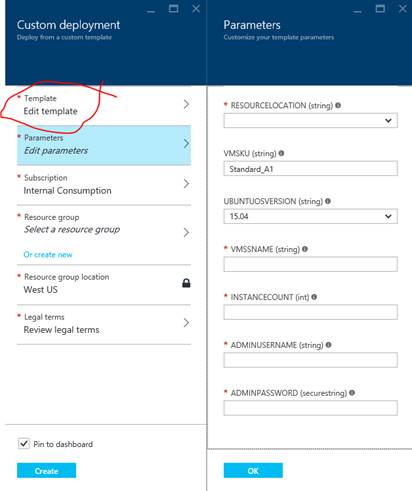 Custom deployment
Deploy from a custom template
* Template
Edit template
* Parameters
Edit parameters
* Subscription
Internal Consumption
* Resource group
Select a resource group
Or create new
* Resource group location
West US
* Legal terms
Review legal terms
Pin to dashboard
Create
Parameters
Customize your template parameters
* RESOURCELOCATION (string)
VMSKU (string)
Standard_A1
UBUNTUOSVERSION (string)
15.04
* VMSSNAME (string)
* INSTANCECOUNT (int)
* ADMINUSERNAME (string)
* ADMINPASSWORD (securestring)
OK